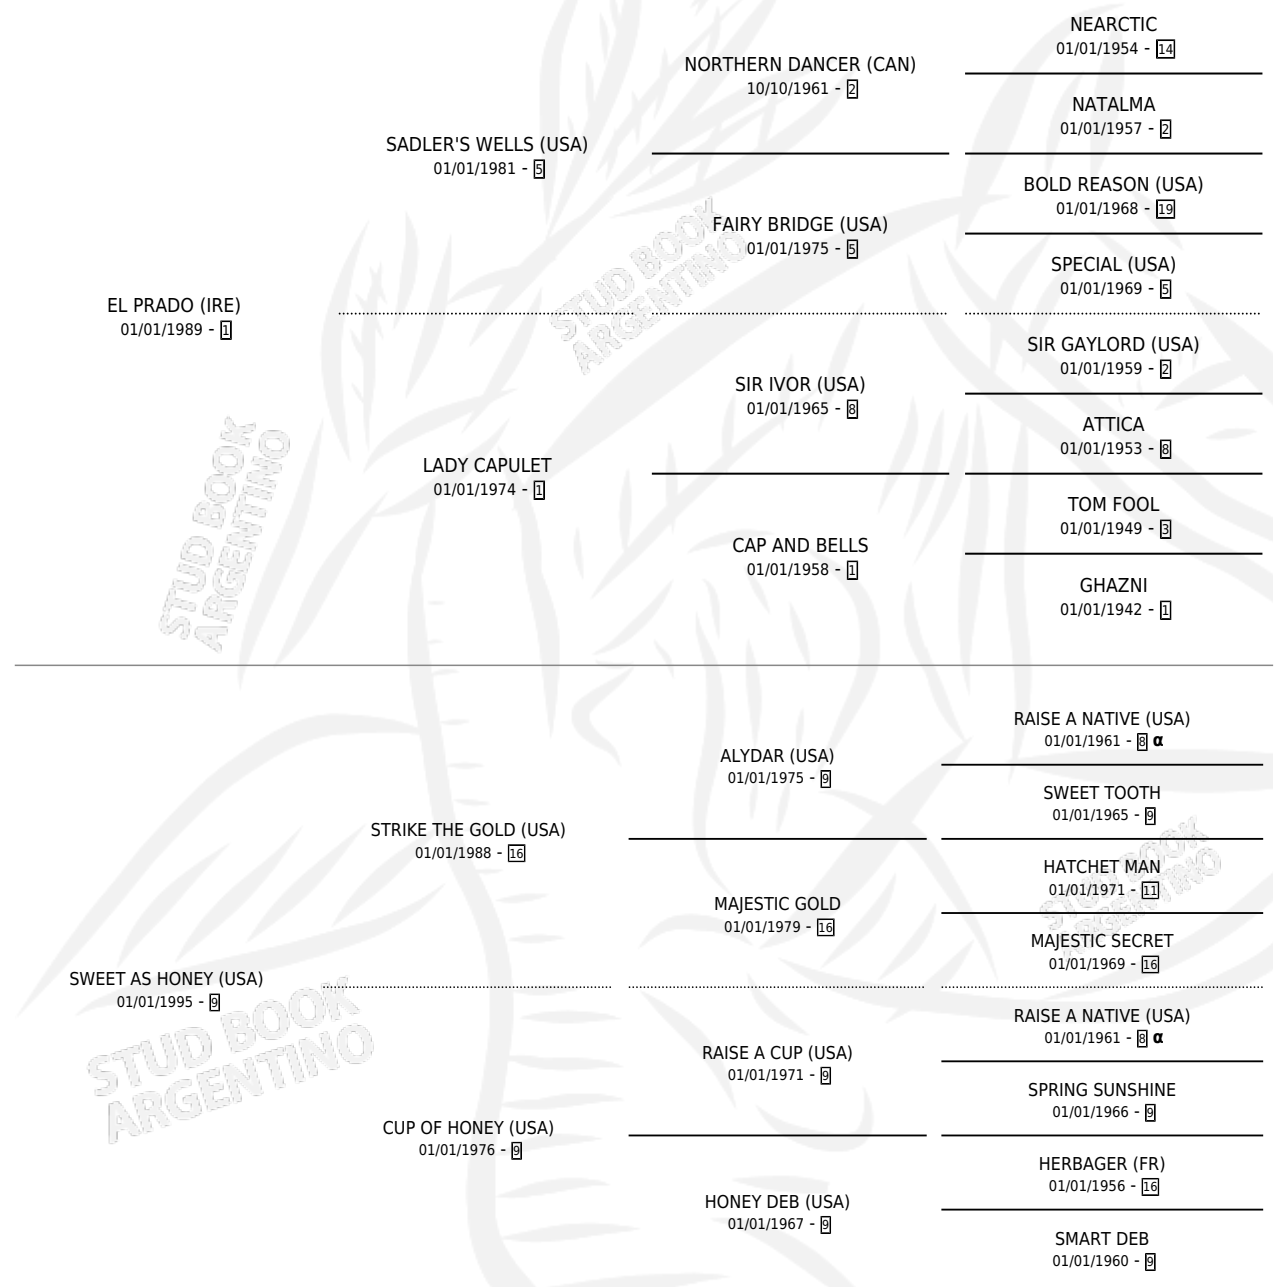 NEARCTIC
01/01/1954 - 14
NORTHERN DANCER (CAN)
10/10/1961 - 2
NATALMA
01/01/1957 - 2
SADLER'S WELLS (USA)
01/01/1981 - 5
BOLD REASON (USA)
01/01/1968 - 19
FAIRY BRIDGE (USA)
01/01/1975 - 5
SPECIAL (USA)
01/01/1969 - 5
EL PRADO (IRE)
01/01/1989 - 1
SIR GAYLORD (USA)
01/01/1959 - 2
SIR IVOR (USA)
01/01/1965 - 8
ATTICA
01/01/1953 - 8
LADY CAPULET
01/01/1974 - 1
TOM FOOL
01/01/1949 - 3
CAP AND BELLS
01/01/1958 - 1
GHAZNI
01/01/1942 - 1
RAISE A NATIVE (USA)
01/01/1961 - 8 α
ALYDAR (USA)
01/01/1975 - 9
SWEET TOOTH
01/01/1965 - 9
STRIKE THE GOLD (USA)
01/01/1988 - 16
HATCHET MAN
01/01/1971 - 11
MAJESTIC GOLD
01/01/1979 - 16
MAJESTIC SECRET
01/01/1969 - 16
SWEET AS HONEY (USA)
01/01/1995 - 9
RAISE A NATIVE (USA)
01/01/1961 - 8 α
RAISE A CUP (USA)
01/01/1971 - 9
SPRING SUNSHINE
01/01/1966 - 9
CUP OF HONEY (USA)
01/01/1976 - 9
HERBAGER (FR)
01/01/1956 - 16
HONEY DEB (USA)
01/01/1967 - 9
SMART DEB
01/01/1960 - 9
STUD BOOK
ARGENTINO
STUD BOOK
ARGENTINO
STUD BOOK
ARGENTINO
STUD BOOK
ARGENTINO